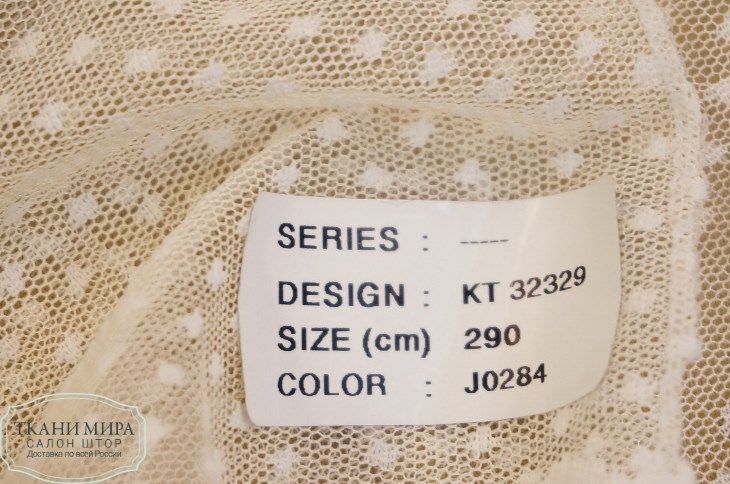 SERIES : -----
DESIGN : KT 32329
SIZE (cm) 290
COLOR : J0284
ТКАНИ МИРА
САЛОН ШТОР
Доставка по всей России